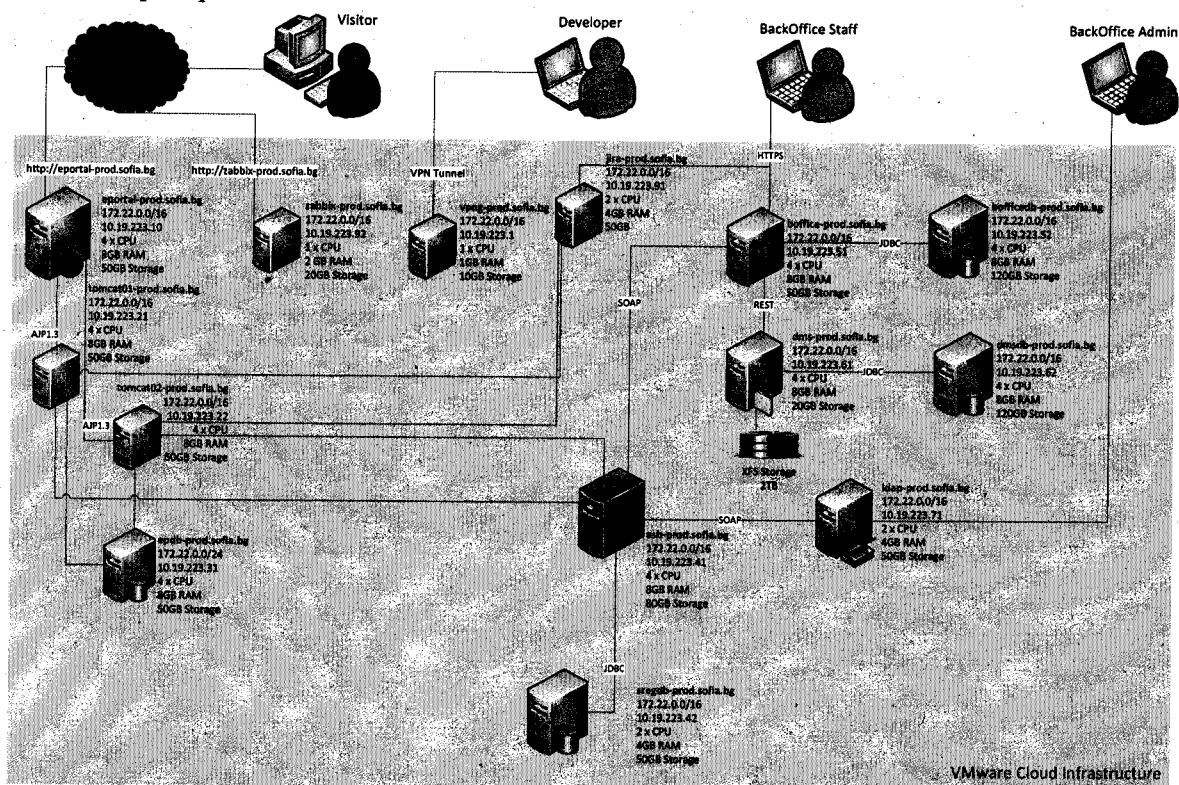 Visitor
Developer
BackOffice Staff
BackOffice Admin
http://eportal-prod.sofia.bg
http://zabbix-prod.sofia.bg
VPN Tunnel
HTTPS
eportal-prod.sofia.bg
172.22.0.0/16
10.19.223.10
4 x CPU
8GB RAM
50GB Storage
zabbix-prod.sofia.bg
172.22.0.0/16
10.19.223.92
1 x CPU
2 GB RAM
20GB Storage
vpng-prod.sofia.bg
172.22.0.0/16
10.19.223.1
1 x CPU
1GB RAM
10GB Storage
jira-prod.sofia.bg
172.22.0.0/16
10.19.223.91
2 x CPU
4GB RAM
50GB
boffice-prod.sofia.bg
172.22.0.0/16
10.19.223.51
4 x CPU
8GB RAM
50GB Storage
JDBC
bofficedb-prod.sofia.bg
172.22.0.0/16
10.19.223.52
4 x CPU
8GB RAM
120GB Storage
tomcat01-prod.sofia.bg
172.22.0.0/16
10.19.223.21
4 x CPU
8GB RAM
50GB Storage
AJP1.3
SOAP
REST
dms-prod.sofia.bg
172.22.0.0/16
10.19.223.61
4 x CPU
8GB RAM
20GB Storage
JDBC
dmsdb-prod.sofia.bg
172.22.0.0/16
10.19.223.62
4 x CPU
8GB RAM
120GB Storage
tomcat02-prod.sofia.bg
172.22.0.0/16
10.19.223.22
4 x CPU
8GB RAM
50GB Storage
AJP1.3
XFS Storage
2TB
ldap-prod.sofia.bg
172.22.0.0/16
10.19.223.71
2 x CPU
4GB RAM
50GB Storage
SOAP
esb-prod.sofia.bg
172.22.0.0/16
10.19.223.41
4 x CPU
8GB RAM
80GB Storage
epdb-prod.sofia.bg
172.22.0.0/24
10.19.223.31
4 x CPU
8GB RAM
50GB Storage
JDBC
sregdb-prod.sofia.bg
172.22.0.0/16
10.19.223.42
2 x CPU
4GB RAM
50GB Storage
VMware Cloud Infrastructure